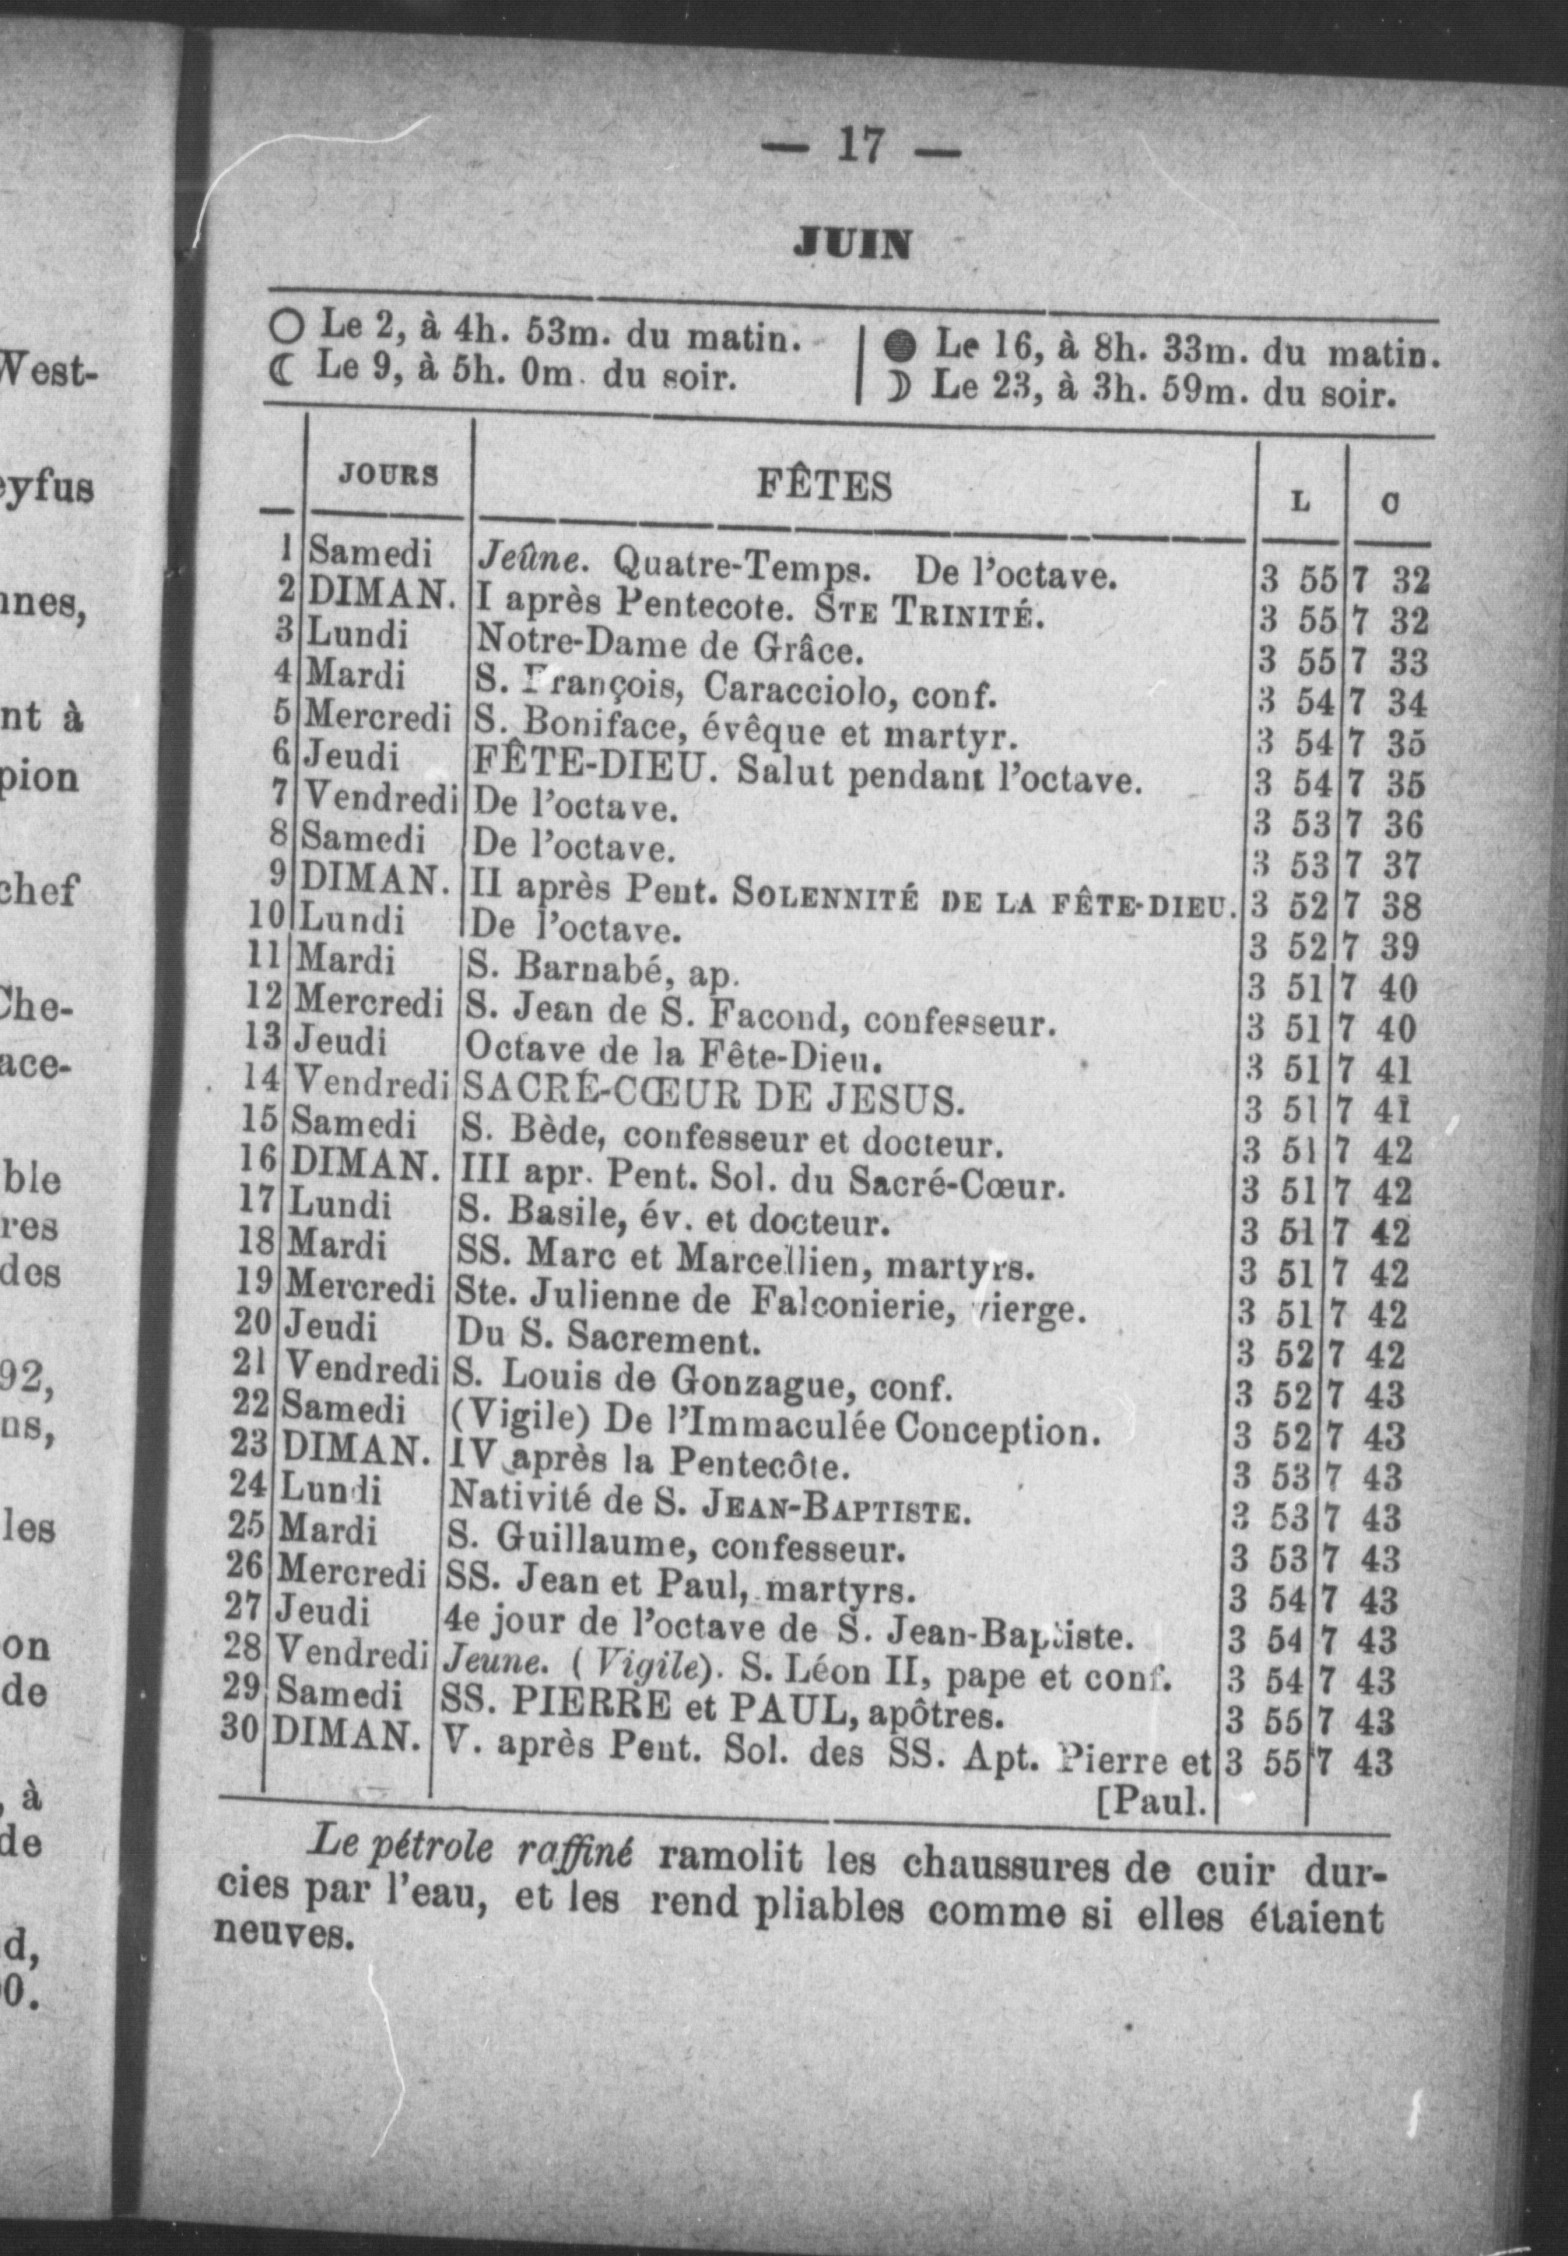 — 17 —
JUIN
○ Le 2, à 4h. 53m. du matin.
☾ Le 9, à 5h. 0m. du soir.
● Le 16, à 8h. 33m. du matin.
☽ Le 23, à 3h. 59m. du soir.
JOURS FÊTES L C
1 Samedi Jeûne. Quatre-Temps. De l'octave. 3 55 7 32
2 DIMAN. I après Pentecote. STE TRINITÉ. 3 55 7 32
3 Lundi Notre-Dame de Grâce. 3 55 7 33
4 Mardi S. François, Caracciolo, conf. 3 54 7 34
5 Mercredi S. Boniface, évêque et martyr. 3 54 7 35
6 Jeudi FÊTE-DIEU. Salut pendant l'octave. 3 54 7 35
7 Vendredi De l'octave. 3 53 7 36
8 Samedi De l'octave. 3 53 7 37
9 DIMAN. II après Pent. SOLENNITÉ DE LA FÊTE-DIEU. 3 52 7 38
10 Lundi De l'octave. 3 52 7 39
11 Mardi S. Barnabé, ap. 3 51 7 40
12 Mercredi S. Jean de S. Facond, confesseur. 3 51 7 40
13 Jeudi Octave de la Fête-Dieu. 3 51 7 41
14 Vendredi SACRÉ-CŒUR DE JESUS. 3 51 7 41
15 Samedi S. Bède, confesseur et docteur. 3 51 7 42
16 DIMAN. III apr. Pent. Sol. du Sacré-Cœur. 3 51 7 42
17 Lundi S. Basile, év. et docteur. 3 51 7 42
18 Mardi SS. Marc et Marcellien, martyrs. 3 51 7 42
19 Mercredi Ste. Julienne de Falconierie, vierge. 3 51 7 42
20 Jeudi Du S. Sacrement. 3 52 7 42
21 Vendredi S. Louis de Gonzague, conf. 3 52 7 43
22 Samedi (Vigile) De l'Immaculée Conception. 3 52 7 43
23 DIMAN. IV après la Pentecôte. 3 53 7 43
24 Lundi Nativité de S. JEAN-BAPTISTE. 3 53 7 43
25 Mardi S. Guillaume, confesseur. 3 53 7 43
26 Mercredi SS. Jean et Paul, martyrs. 3 54 7 43
27 Jeudi 4e jour de l'octave de S. Jean-Baptiste. 3 54 7 43
28 Vendredi Jeune. (Vigile). S. Léon II, pape et conf. 3 54 7 43
29 Samedi SS. PIERRE et PAUL, apôtres. 3 55 7 43
30 DIMAN. V. après Pent. Sol. des SS. Apt. Pierre et 3 55 7 43
[Paul.
Le pétrole raffiné ramolit les chaussures de cuir dur-
cies par l'eau, et les rend pliables comme si elles étaient
neuves.